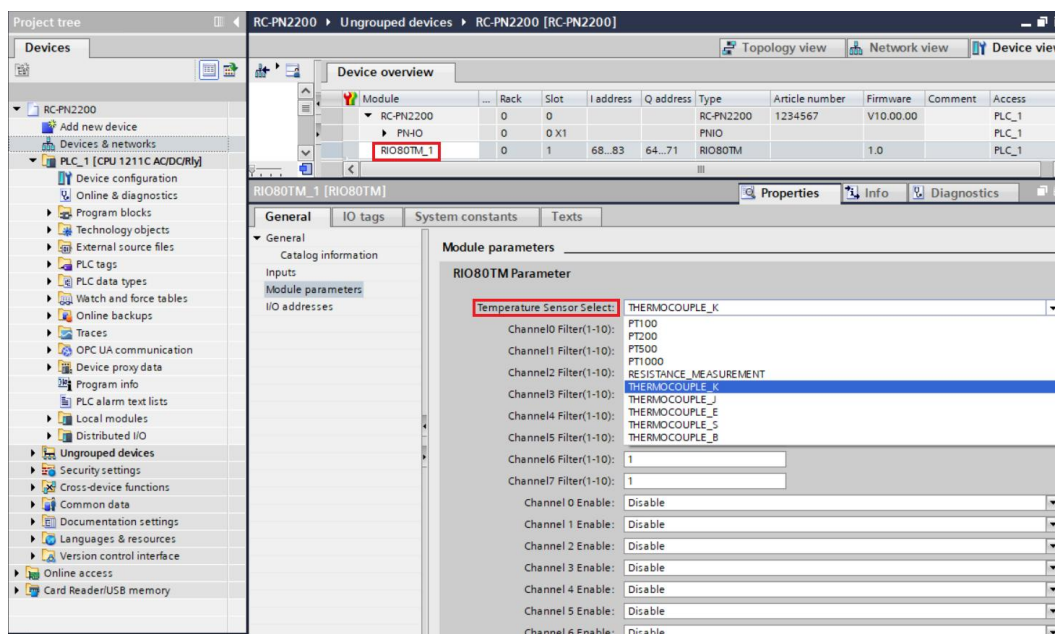 Project tree
RC-PN2200 ▸ Ungrouped devices ▸ RC-PN2200 [RC-PN2200]
Devices
Topology view
Network view
Device vie
Device overview
Module ... Rack Slot I address Q address Type Article number Firmware Comment Access
RC-PN2200 0 0 RC-PN2200 1234567 V10.00.00 PLC_1
PN-IO 0 0 X1 PNIO PLC_1
RIO80TM_1 0 1 68...83 64...71 RIO80TM 1.0 PLC_1
RC-PN2200
Add new device
Devices & networks
PLC_1 [CPU 1211C AC/DC/Rly]
Device configuration
Online & diagnostics
Program blocks
Technology objects
External source files
PLC tags
PLC data types
Watch and force tables
Online backups
Traces
OPC UA communication
Device proxy data
Program info
PLC alarm text lists
Local modules
Distributed I/O
Ungrouped devices
Security settings
Cross-device functions
Common data
Documentation settings
Languages & resources
Version control interface
Online access
Card Reader/USB memory
RIO80TM_1 [RIO80TM]
Properties
Info
Diagnostics
General
IO tags
System constants
Texts
General
Catalog information
Inputs
Module parameters
I/O addresses
Module parameters
RIO80TM Parameter
Temperature Sensor Select: THERMOCOUPLE_K
PT100
PT200
PT500
PT1000
RESISTANCE_MEASUREMENT
THERMOCOUPLE_K
THERMOCOUPLE_J
THERMOCOUPLE_E
THERMOCOUPLE_S
THERMOCOUPLE_B
Channel0 Filter(1-10):
Channel1 Filter(1-10):
Channel2 Filter(1-10):
Channel3 Filter(1-10):
Channel4 Filter(1-10):
Channel5 Filter(1-10):
Channel6 Filter(1-10): 1
Channel7 Filter(1-10): 1
Channel 0 Enable: Disable
Channel 1 Enable: Disable
Channel 2 Enable: Disable
Channel 3 Enable: Disable
Channel 4 Enable: Disable
Channel 5 Enable: Disable
Channel 6 Enable: Disable